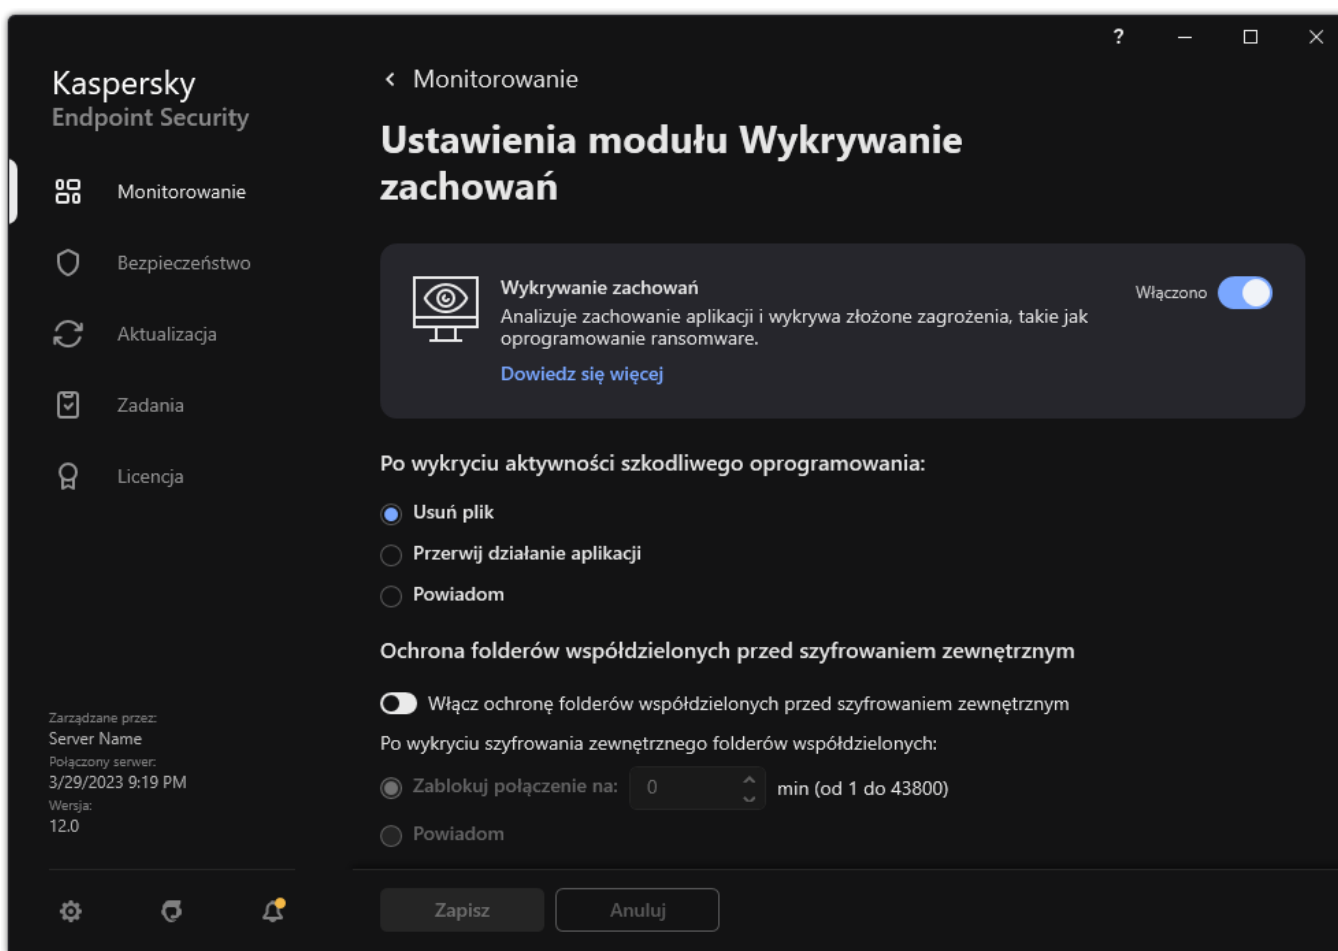 ?
Kaspersky
Endpoint Security
Monitorowanie
Bezpieczeństwo
Aktualizacja
Zadania
Licencja
Zarządzane przez:
Server Name
Połączony serwer:
3/29/2023 9:19 PM
Wersja:
12.0
Monitorowanie
Ustawienia modułu Wykrywanie
zachowań
Wykrywanie zachowań
Włączono
Analizuje zachowanie aplikacji i wykrywa złożone zagrożenia, takie jak
oprogramowanie ransomware.
Dowiedz się więcej
Po wykryciu aktywności szkodliwego oprogramowania:
Usuń plik
Przerwij działanie aplikacji
Powiadom
Ochrona folderów współdzielonych przed szyfrowaniem zewnętrznym
Włącz ochronę folderów współdzielonych przed szyfrowaniem zewnętrznym
Po wykryciu szyfrowania zewnętrznego folderów współdzielonych:
Zablokuj połączenie na: 0 min (od 1 do 43800)
Powiadom
Zapisz Anuluj